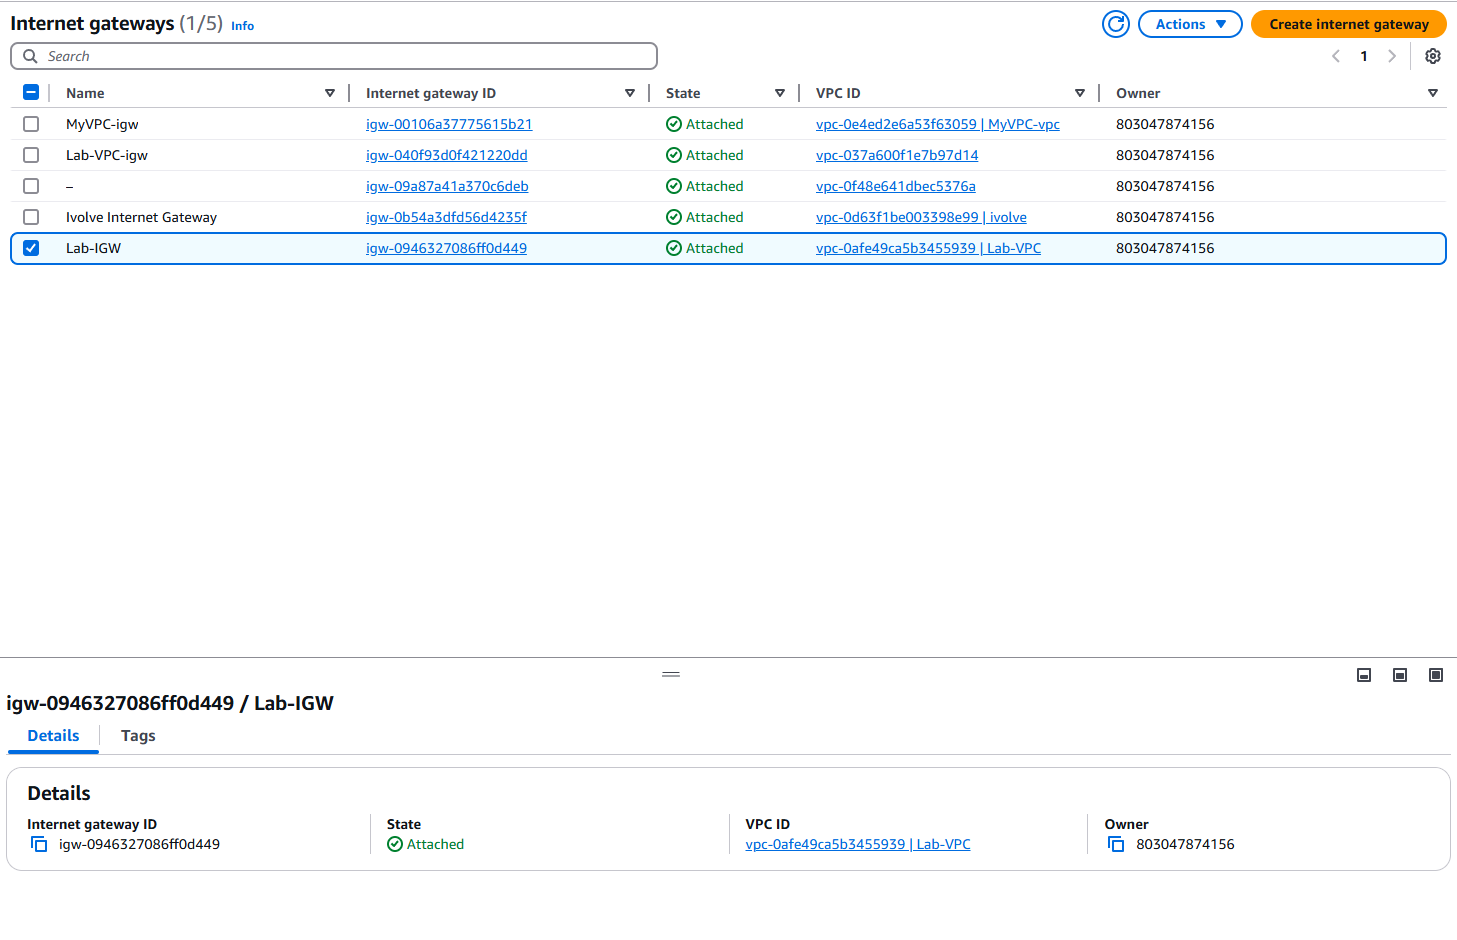 Internet gateways (1/5) Info
Actions
Create internet gateway
Search
1
Name Internet gateway ID State VPC ID Owner
MyVPC-igw igw-00106a37775615b21 Attached vpc-0e4ed2e6a53f63059 | MyVPC-vpc 803047874156
Lab-VPC-igw igw-040f93d0f421220dd Attached vpc-037a600f1e7b97d14 803047874156
– igw-09a87a41a370c6deb Attached vpc-0f48e641dbec5376a 803047874156
Ivolve Internet Gateway igw-0b54a3dfd56d4235f Attached vpc-0d63f1be003398e99 | ivolve 803047874156
Lab-IGW igw-0946327086ff0d449 Attached vpc-0afe49ca5b3455939 | Lab-VPC 803047874156
igw-0946327086ff0d449 / Lab-IGW
Details Tags
Details
Internet gateway ID State VPC ID Owner
igw-0946327086ff0d449 Attached vpc-0afe49ca5b3455939 | Lab-VPC 803047874156